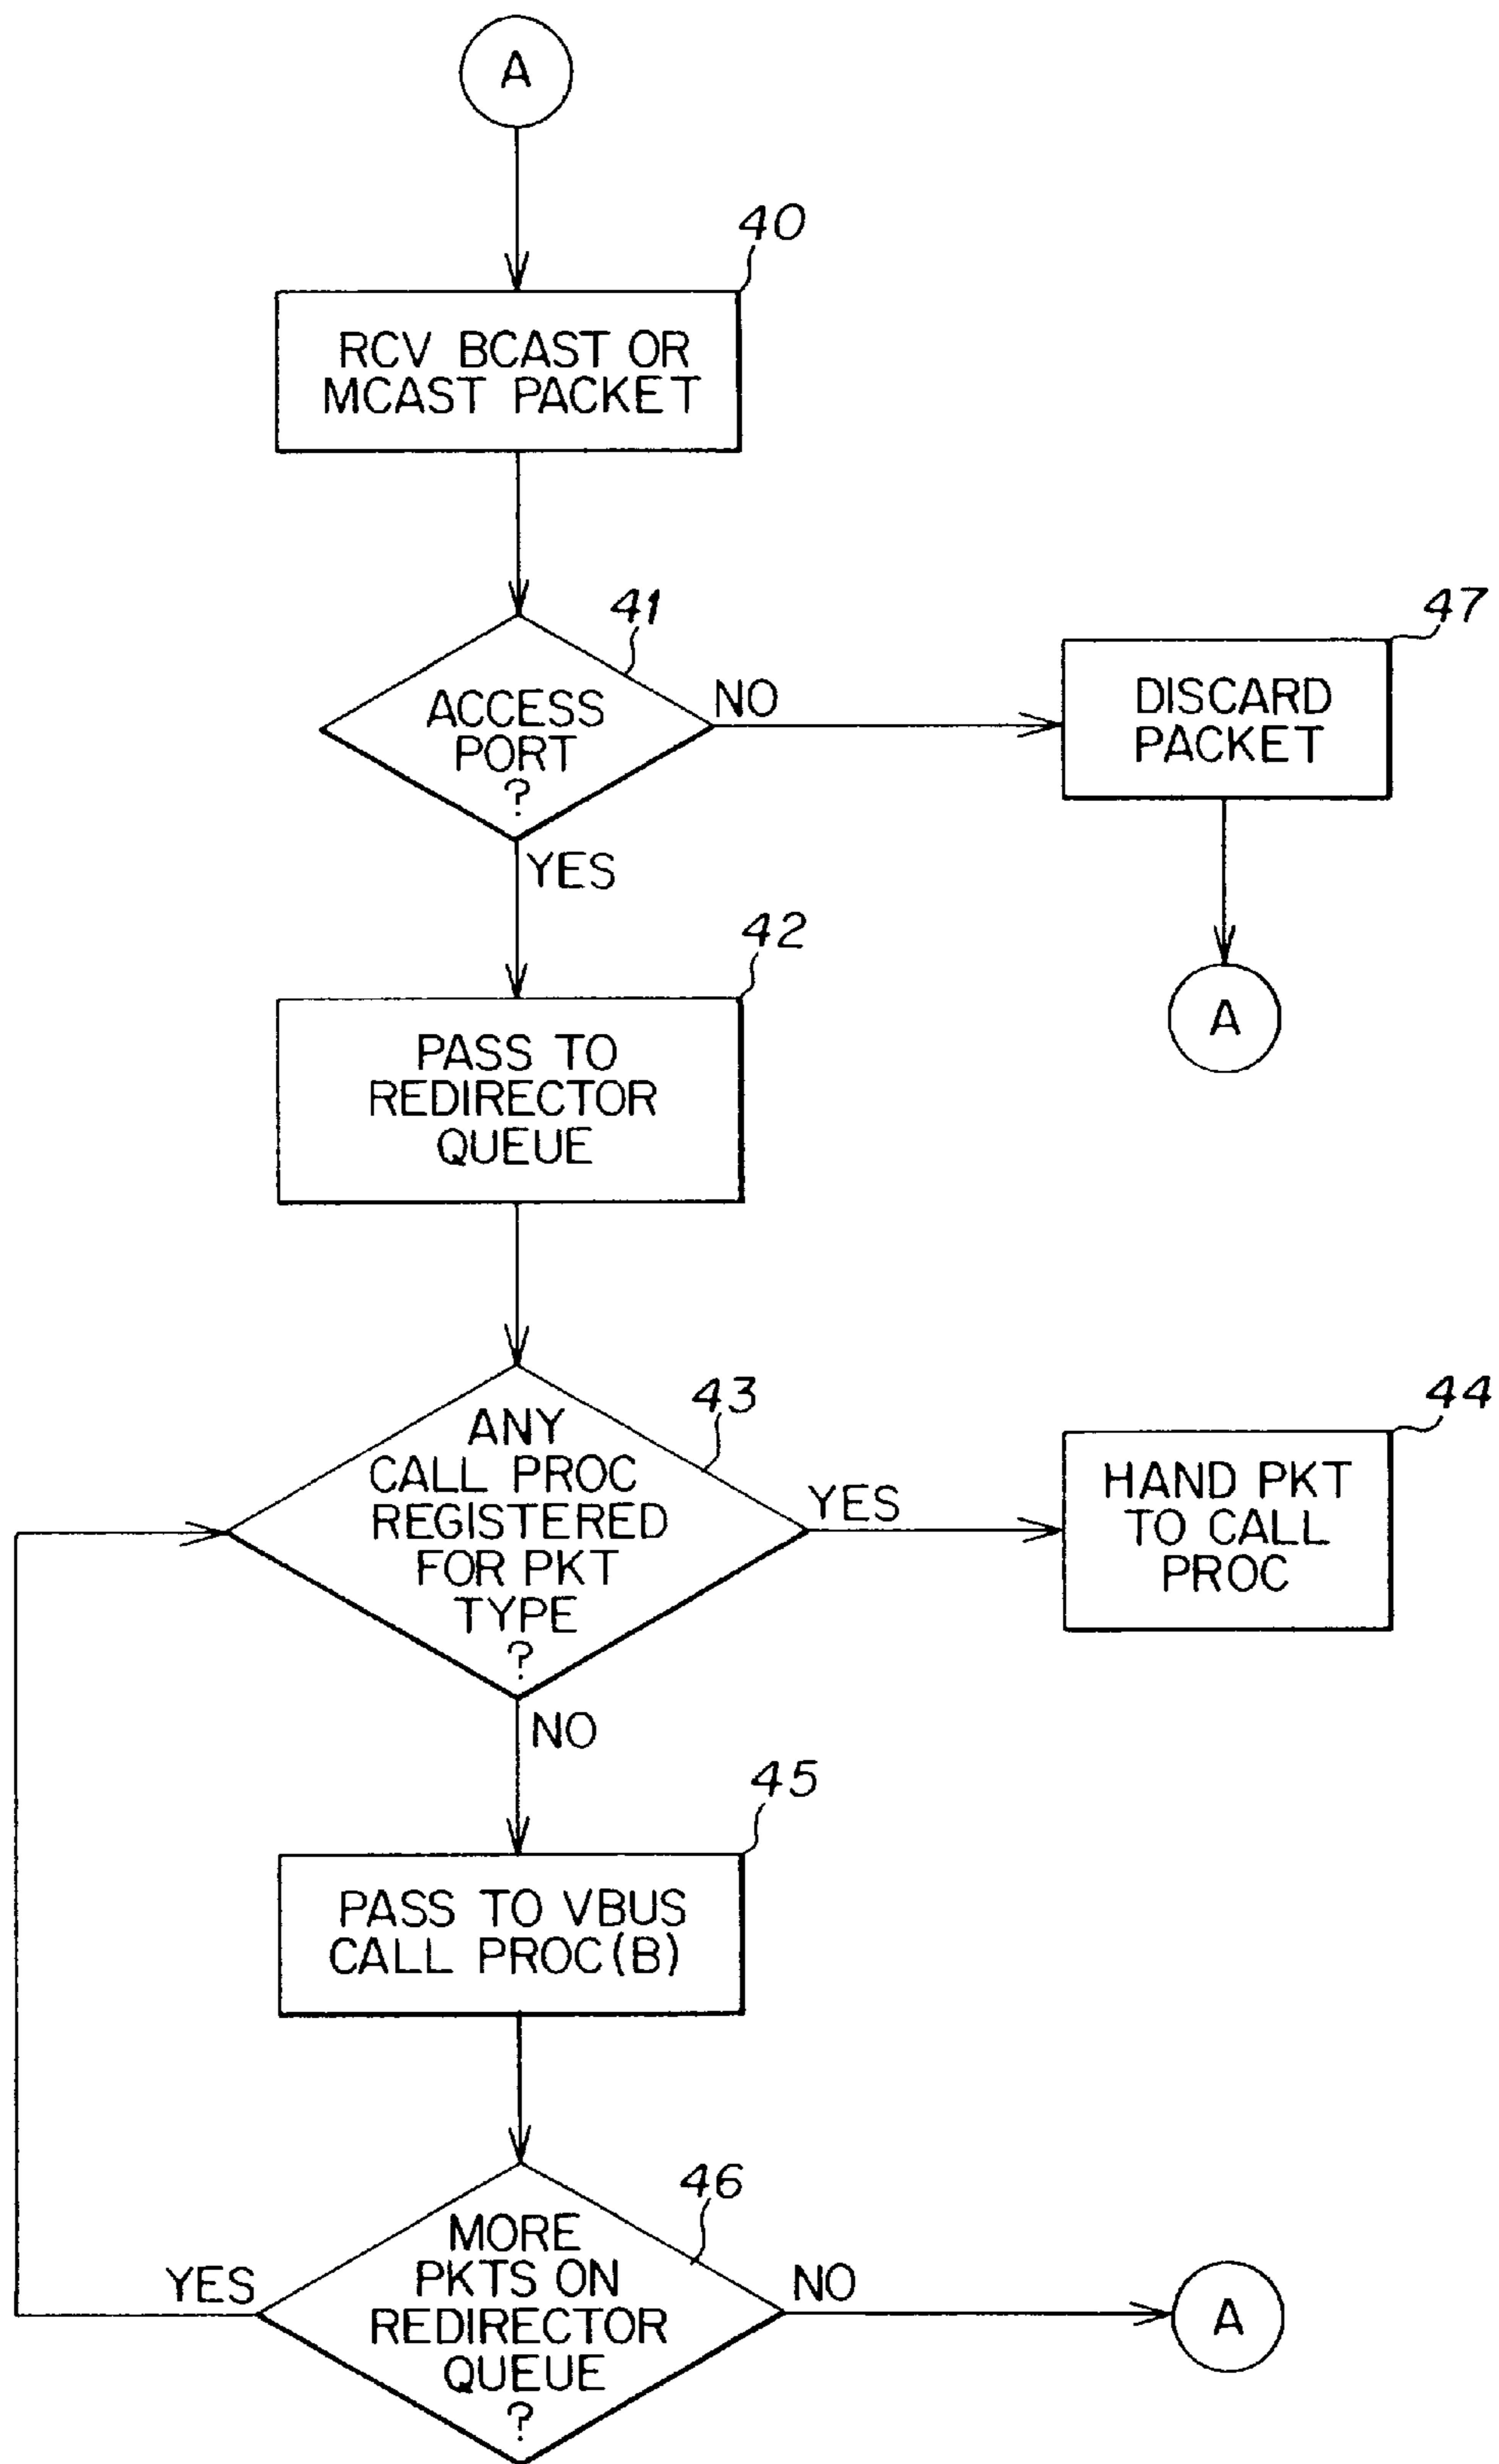 A
40
RCV BCAST OR
MCAST PACKET
41
ACCESS
PORT
?
NO
47
DISCARD
PACKET
A
YES
42
PASS TO
REDIRECTOR
QUEUE
43
ANY
CALL PROC
REGISTERED
FOR PKT
TYPE
?
YES
44
HAND PKT
TO CALL
PROC
NO
45
PASS TO VBUS
CALL PROC(B)
46
MORE
PKTS ON
REDIRECTOR
QUEUE
?
YES
NO
A